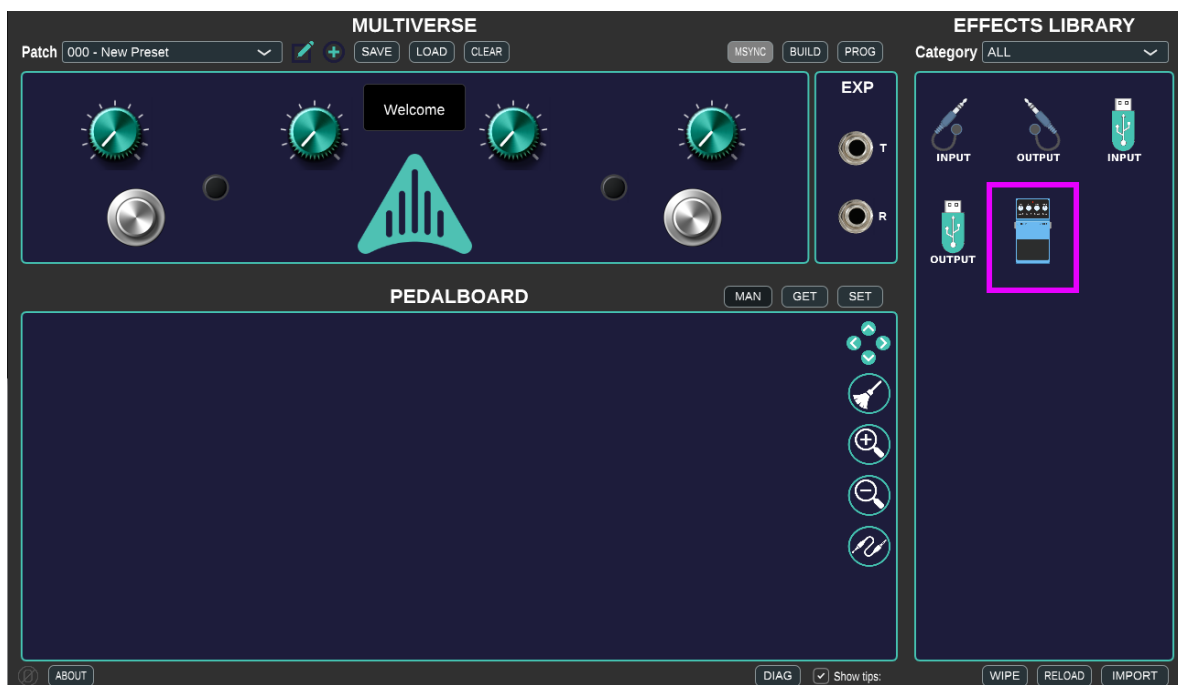 MULTIVERSE
EFFECTS LIBRARY
Patch 000 - New Preset SAVE LOAD CLEAR MSYNC BUILD PROG
Category ALL
Welcome
EXP
T
R
INPUT OUTPUT INPUT
OUTPUT
PEDALBOARD MAN GET SET
ABOUT DIAG Show tips: WIPE RELOAD IMPORT